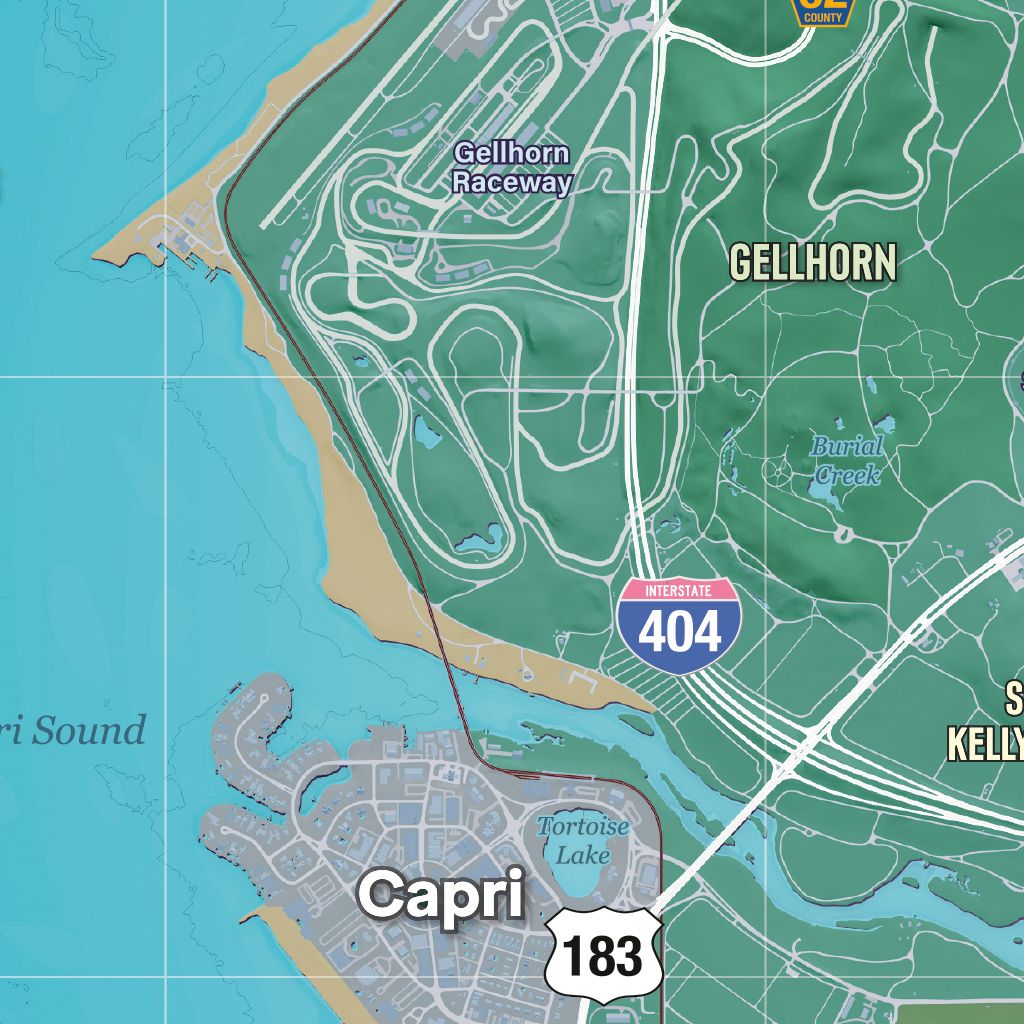 COUNTY
Gellhorn
Raceway
GELLHORN
Burial
Creek
INTERSTATE
404
ri Sound
KELLY
Tortoise
Lake
Capri
183